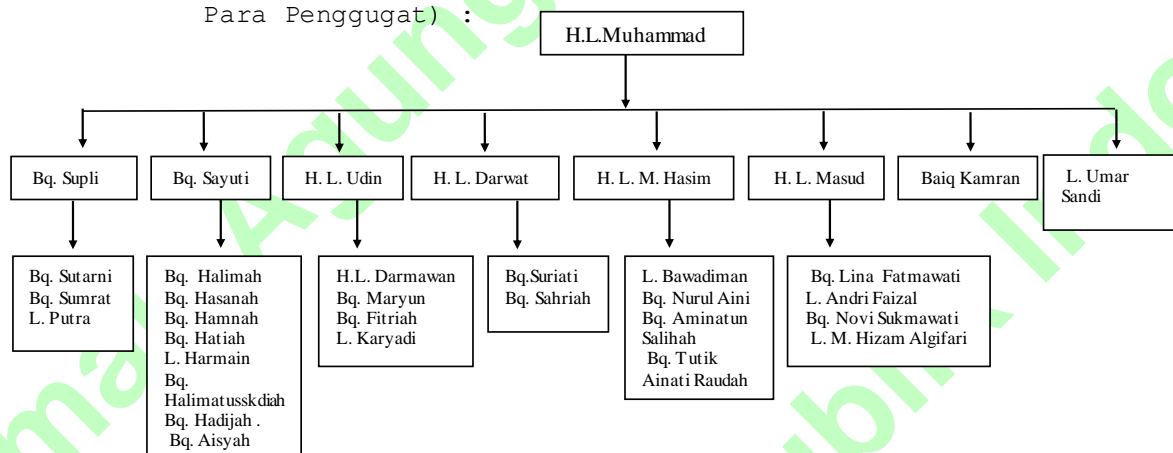 Para Penggugat) :
H.L.Muhammad
Bq. Supli
Bq. Sayuti
H. L. Udin
H. L. Darwat
H. L. M. Hasim
H. L. Masud
Baiq Kamran
L. Umar
Sandi
Bq. Sutarni
Bq. Sumrat
L. Putra
Bq. Halimah
Bq. Hasanah
Bq. Hamnah
Bq. Hatiah
L. Harmain
Bq.
Halimatusskdiah
Bq. Hadijah .
Bq. Aisyah
H.L. Darmawan
Bq. Maryun
Bq. Fitriah
L. Karyadi
Bq.Suriati
Bq. Sahriah
L. Bawadiman
Bq. Nurul Aini
Bq. Aminatun
Salihah
Bq. Tutik
Ainati Raudah
Bq. Lina Fatmawati
L. Andri Faizal
Bq. Novi Sukmawati
L. M. Hizam Algifari